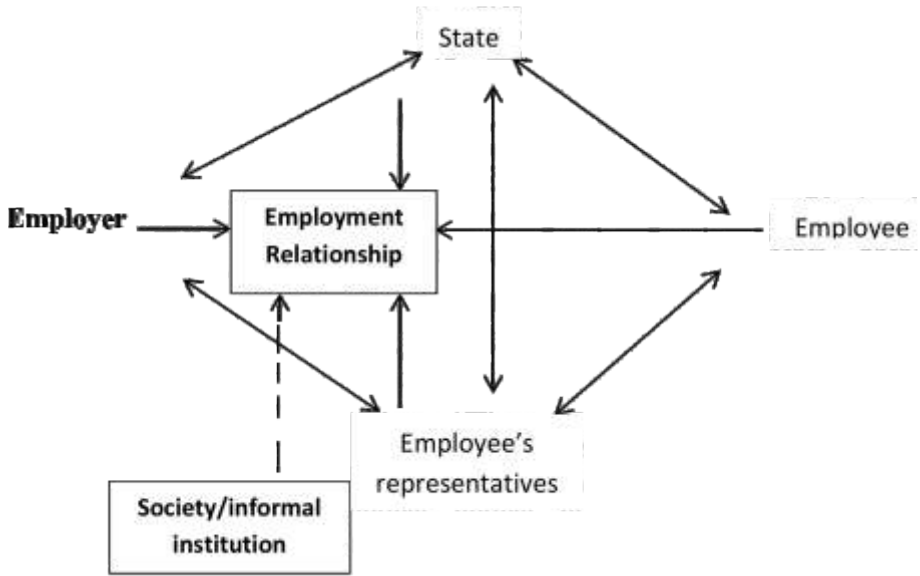 State
Employer
Employment
Relationship
Employee
Employee's
representatives
Society/informal
institution